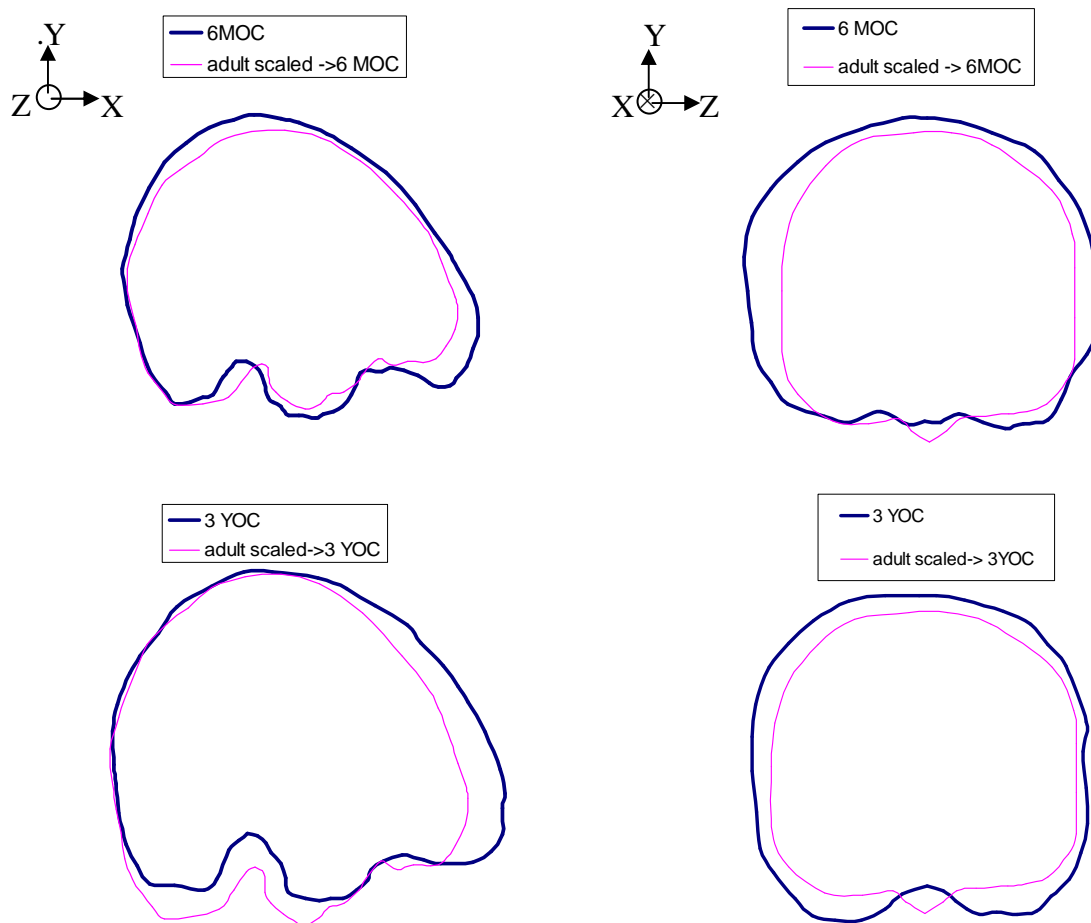 .Y
Z X
6MOC
adult scaled ->6 MOC
Y
X Z
6 MOC
adult scaled -> 6MOC
3 YOC
adult scaled->3 YOC
3 YOC
adult scaled-> 3YOC